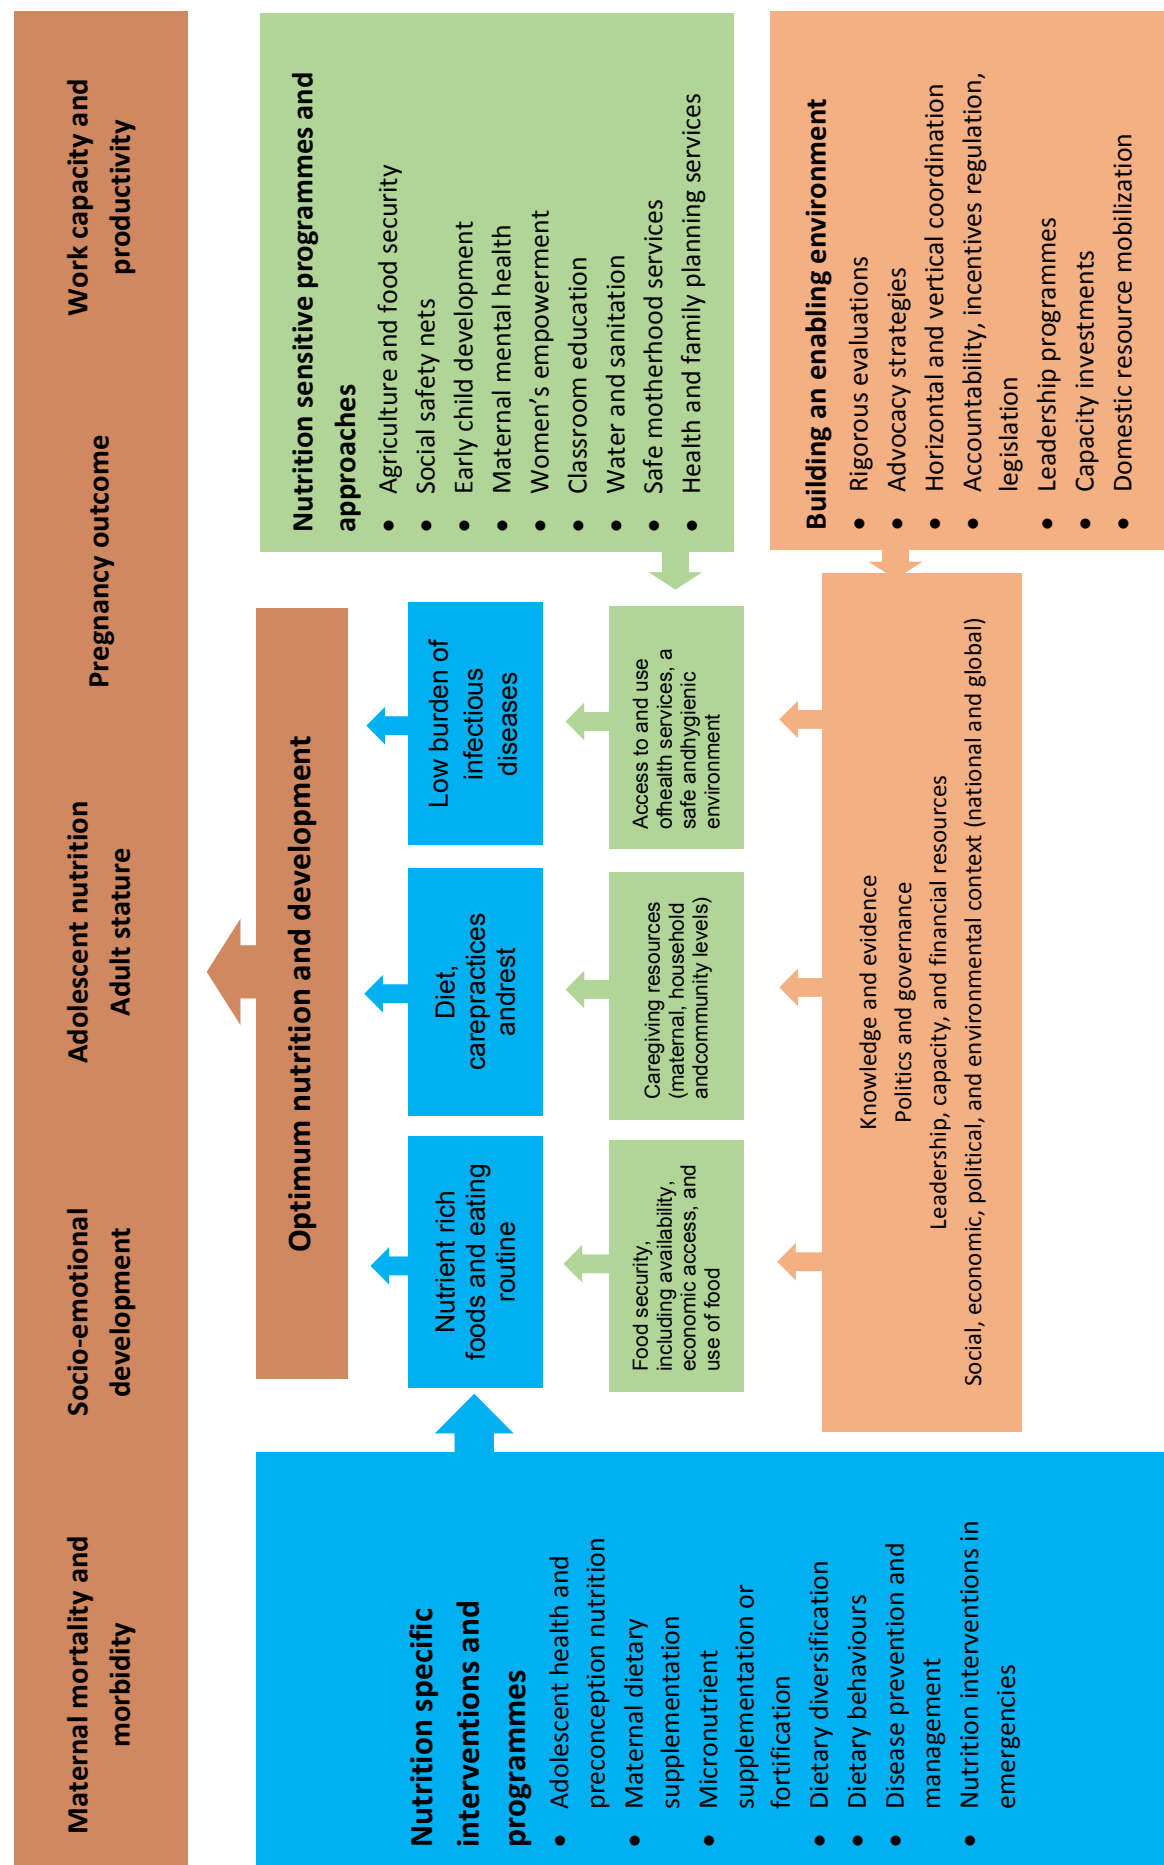 Maternal mortality and
morbidity
Socio-emotional
development
Adolescent nutrition
Adult stature
Pregnancy outcome
Work capacity and
productivity
Nutrition specific
interventions and
programmes
• Adolescent health and
preconception nutrition
• Maternal dietary
supplementation
• Micronutrient
supplementation or
fortification
• Dietary diversification
• Dietary behaviours
• Disease prevention and
management
• Nutrition interventions in
emergencies
Optimum nutrition and development
Nutrient rich
foods and eating
routine
Diet,
carepractices
andrest
Low burden of
infectious
diseases
Food security,
including availability,
economic access, and
use of food
Caregiving resources
(maternal, household
andcommunity levels)
Access to and use
ofhealth services, a
safe andhygienic
environment
Knowledge and evidence
Politics and governance
Leadership, capacity, and financial resources
Social, economic, political, and environmental context (national and global)
Nutrition sensitive programmes and
approaches
• Agriculture and food security
• Social safety nets
• Early child development
• Maternal mental health
• Women’s empowerment
• Classroom education
• Water and sanitation
• Safe motherhood services
• Health and family planning services
Building an enabling environment
• Rigorous evaluations
• Advocacy strategies
• Horizontal and vertical coordination
• Accountability, incentives regulation,
legislation
• Leadership programmes
• Capacity investments
• Domestic resource mobilization